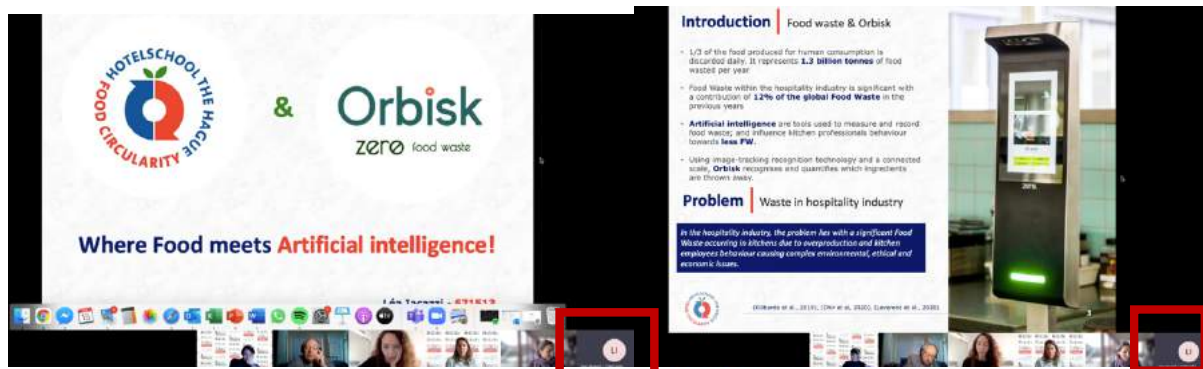 HOTELSCHOOL THE HAGUE
FOOD CIRCULARITY
&
Orbisk
zero food waste
Where Food meets Artificial intelligence!
LI
Introduction | Food waste & Orbisk
- 1/3 of the food produced for human consumption is
discarded daily. It represents 1.3 billion tonnes of food
wasted per year
- Food Waste within the hospitality industry is significant with
a contribution of 12% of the global Food Waste in the
previous years
- Artificial intelligence are tools used to measure and record
food waste; and influence kitchen professionals behaviour
towards less FW.
- Using image-tracking recognition technology and a connected
scale, Orbisk recognises and quantifies which ingredients
are thrown away.
Problem | Waste in hospitality industry
In the hospitality industry, the problem lies with a significant Food
Waste occurring in kitchens due to overproduction and kitchen
employees behaviour causing complex environmental, ethical and
economic issues.
LI